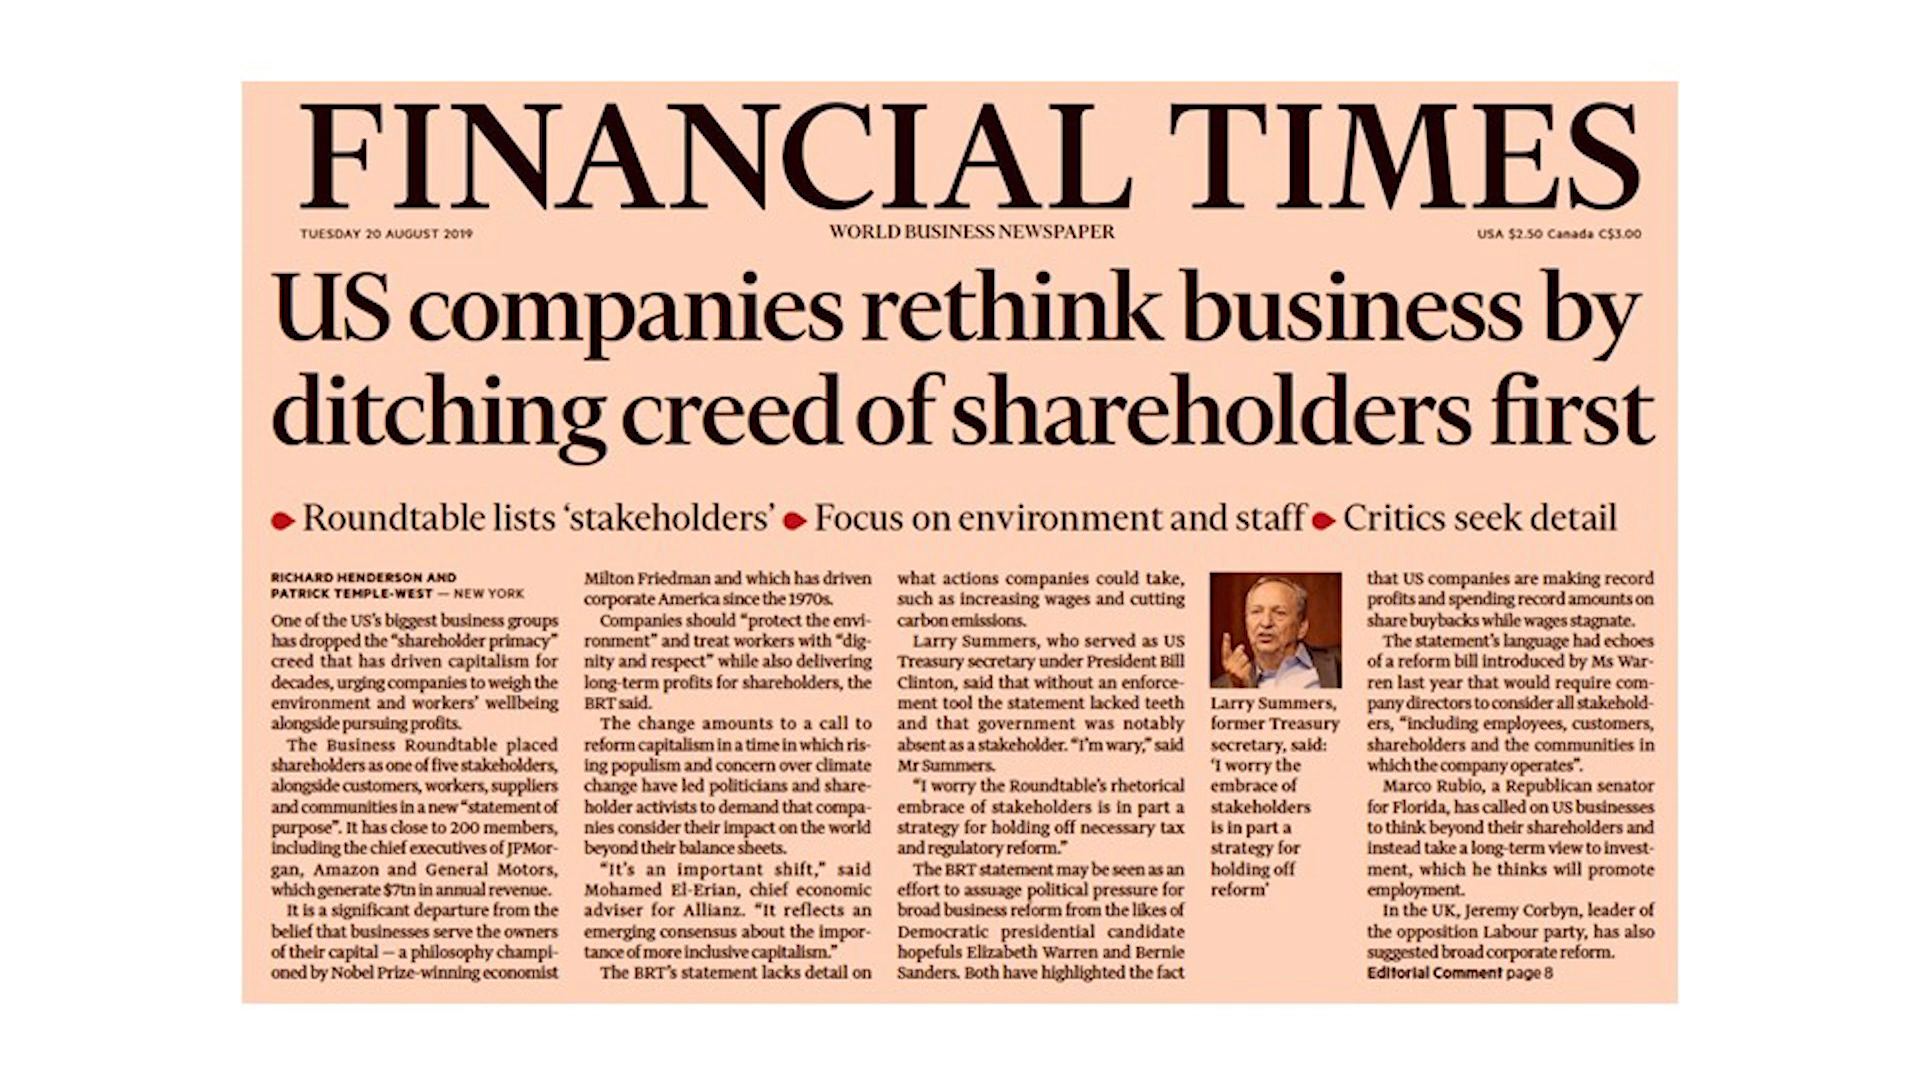 FINANCIAL TIMES
TUESDAY 20 AUGUST 2019
WORLD BUSINESS NEWSPAPER
USA $2.50 Canada C$3.00
US companies rethink business by
ditching creed of shareholders first
Roundtable lists ‘stakeholders’ Focus on environment and staff Critics seek detail
RICHARD HENDERSON AND
PATRICK TEMPLE-WEST — NEW YORK
One of the US’s biggest business groups
has dropped the “shareholder primacy”
creed that has driven capitalism for
decades, urging companies to weigh the
environment and workers’ wellbeing
alongside pursuing profits.
The Business Roundtable placed
shareholders as one of five stakeholders,
alongside customers, workers, suppliers
and communities in a new “statement of
purpose”. It has close to 200 members,
including the chief executives of JPMor-
gan, Amazon and General Motors,
which generate $7tn in annual revenue.
It is a significant departure from the
belief that businesses serve the owners
of their capital — a philosophy champi-
oned by Nobel Prize-winning economist
Milton Friedman and which has driven
corporate America since the 1970s.
Companies should “protect the envi-
ronment” and treat workers with “dig-
nity and respect” while also delivering
long-term profits for shareholders, the
BRT said.
The change amounts to a call to
reform capitalism in a time in which ris-
ing populism and concern over climate
change have led politicians and share-
holder activists to demand that compa-
nies consider their impact on the world
beyond their balance sheets.
“It’s an important shift,” said
Mohamed El-Erian, chief economic
adviser for Allianz. “It reflects an
emerging consensus about the impor-
tance of more inclusive capitalism.”
The BRT’s statement lacks detail on
what actions companies could take,
such as increasing wages and cutting
carbon emissions.
Larry Summers, who served as US
Treasury secretary under President Bill
Clinton, said that without an enforce-
ment tool the statement lacked teeth
and that government was notably
absent as a stakeholder. “I’m wary,” said
Mr Summers.
“I worry the Roundtable’s rhetorical
embrace of stakeholders is in part a
strategy for holding off necessary tax
and regulatory reform.”
The BRT statement may be seen as an
effort to assuage political pressure for
broad business reform from the likes of
Democratic presidential candidate
hopefuls Elizabeth Warren and Bernie
Sanders. Both have highlighted the fact
Larry Summers,
former Treasury
secretary, said:
‘I worry the
embrace of
stakeholders
is in part a
strategy for
holding off
reform’
that US companies are making record
profits and spending record amounts on
share buybacks while wages stagnate.
The statement’s language had echoes
of a reform bill introduced by Ms War-
ren last year that would require com-
pany directors to consider all stakehold-
ers, “including employees, customers,
shareholders and the communities in
which the company operates”.
Marco Rubio, a Republican senator
for Florida, has called on US businesses
to think beyond their shareholders and
instead take a long-term view to invest-
ment, which he thinks will promote
employment.
In the UK, Jeremy Corbyn, leader of
the opposition Labour party, has also
suggested broad corporate reform.
Editorial Comment page 8